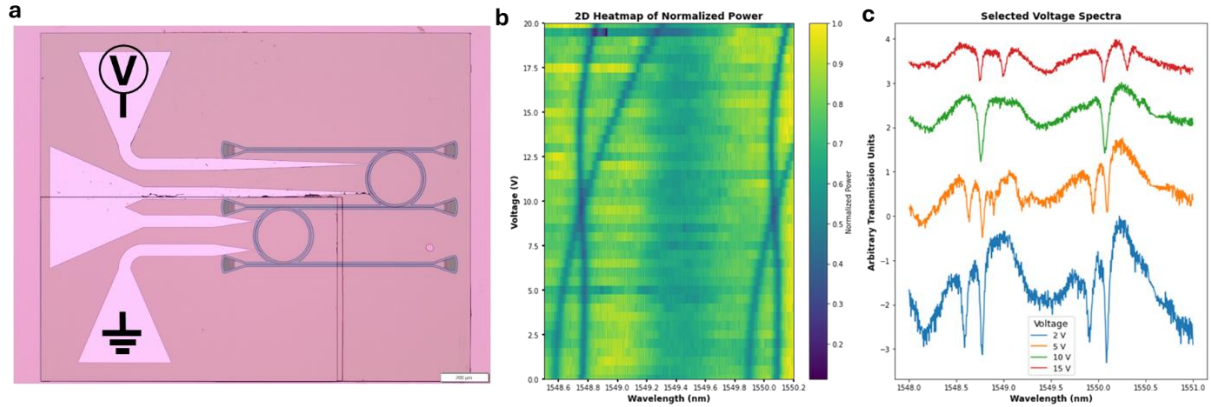 a
V
200 µm
b
2D Heatmap of Normalized Power
Voltage (V)
20.0
17.5
15.0
12.5
10.0
7.5
5.0
2.5
0.0
1548.6 1548.8 1549.0 1549.2 1549.4 1549.6 1549.8 1550.0 1550.2
Wavelength (nm)
1.0
0.9
0.8
0.7
0.6
0.5
0.4
0.3
0.2
Normalized Power
c
Selected Voltage Spectra
Arbitrary Transmission Units
4
3
2
1
0
−1
−2
−3
Voltage
2 V
5 V
10 V
15 V
1548.0 1548.5 1549.0 1549.5 1550.0 1550.5 1551.0
Wavelength (nm)